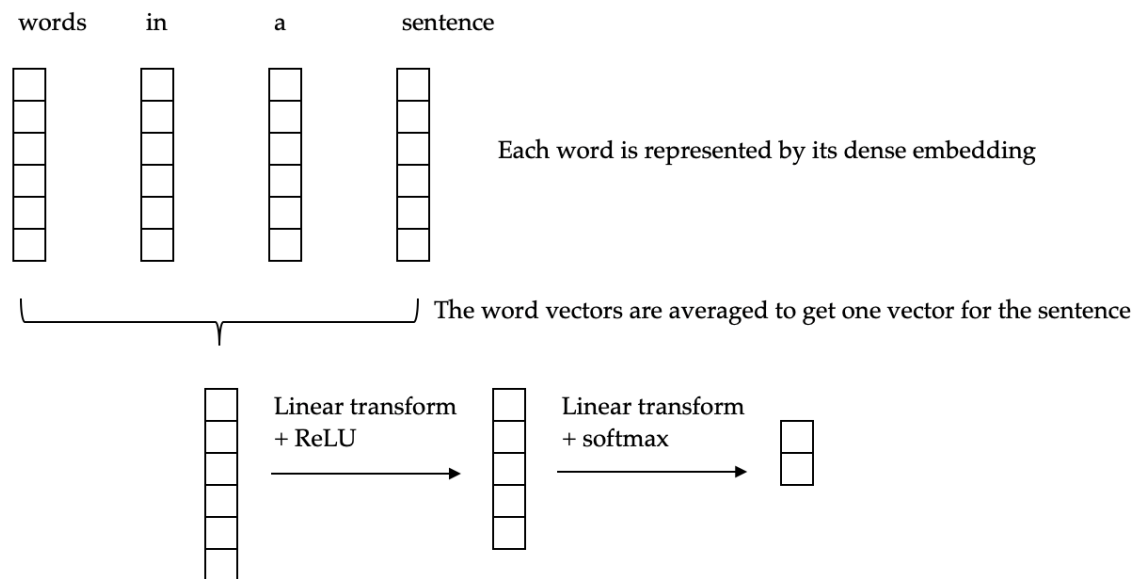 words in a sentence
Each word is represented by its dense embedding
The word vectors are averaged to get one vector for the sentence
Linear transform
+ ReLU
Linear transform
+ softmax